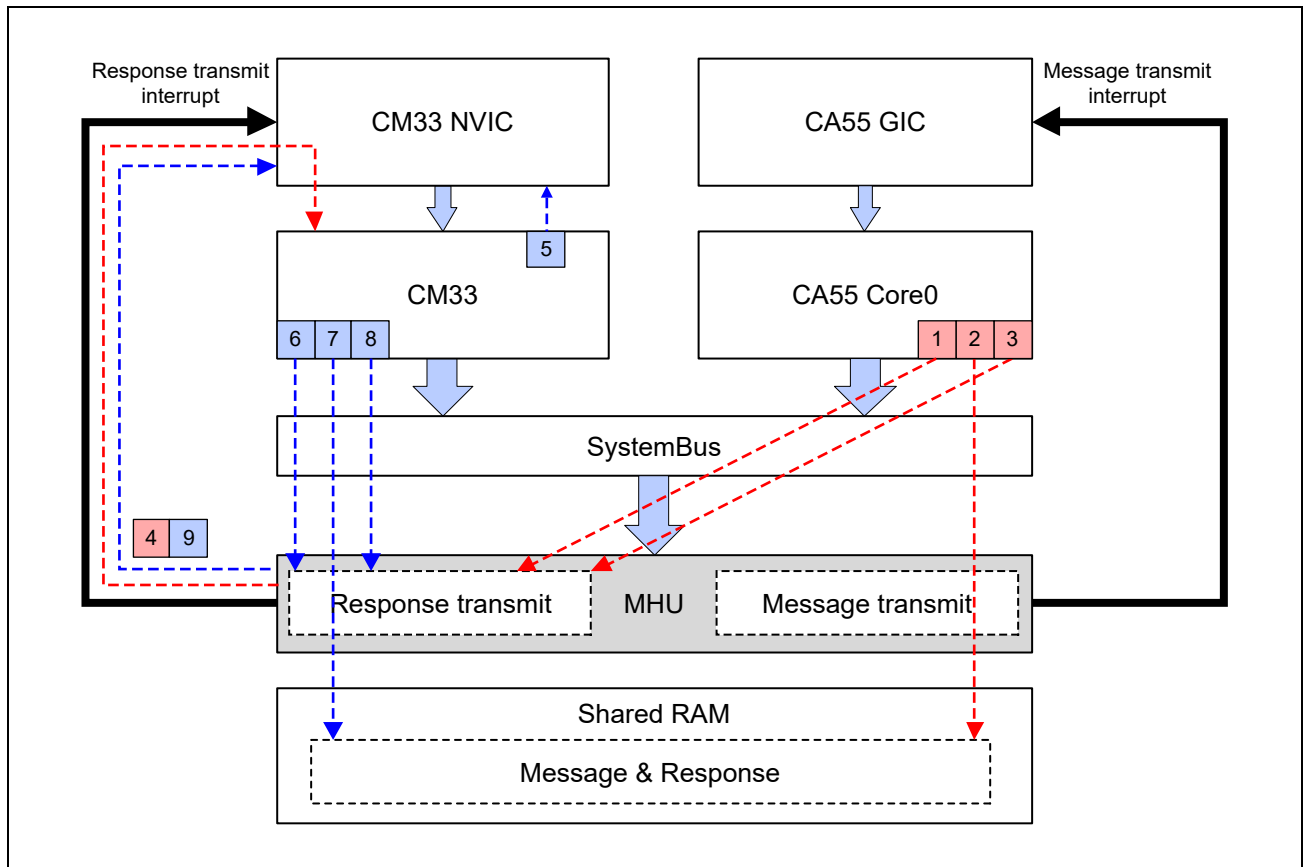 Response transmit
interrupt
Message transmit
interrupt
CM33 NVIC
CA55 GIC
5
CM33
CA55 Core0
6 7 8
1 2 3
SystemBus
4 9
Response transmit
MHU
Message transmit
Shared RAM
Message & Response